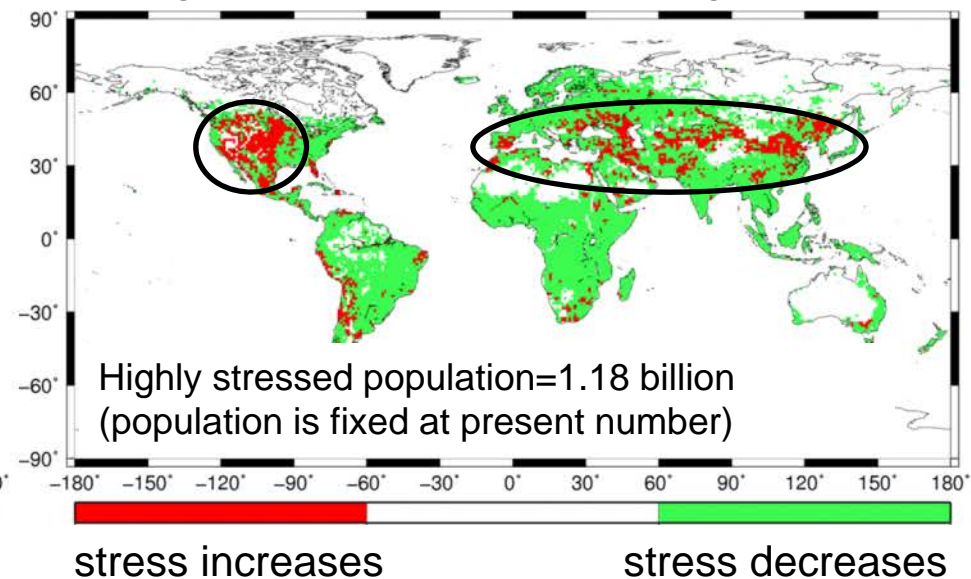 90˚
60˚
30˚
0˚
−30˚
−60˚
−90˚
Highly stressed population=1.18 billion
(population is fixed at present number)
−180˚ −150˚ −120˚ −90˚ −60˚ −30˚ 0˚ 30˚ 60˚ 90˚ 120˚ 150˚ 180˚
stress increases stress decreases